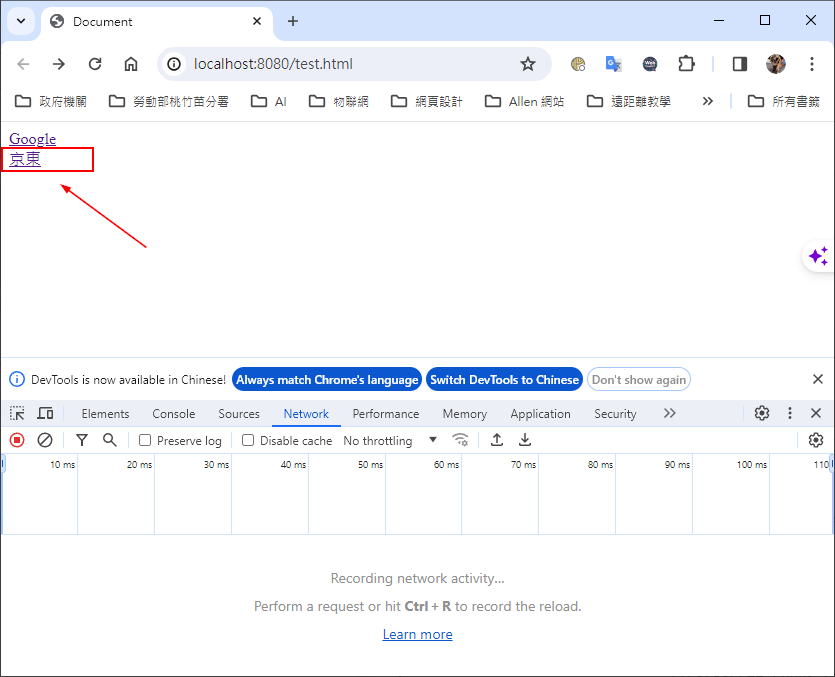 Document
localhost:8080/test.html
政府機關 勞動部桃竹苗分署 AI 物聯網 網頁設計 Allen 網站 遠距離教學 » 所有書籤
Google
京東
DevTools is now available in Chinese! Always match Chrome's language Switch DevTools to Chinese Don't show again
Elements Console Sources Network Performance Memory Application Security »
Preserve log Disable cache No throttling
10 ms 20 ms 30 ms 40 ms 50 ms 60 ms 70 ms 80 ms 90 ms 100 ms 110
Recording network activity...
Perform a request or hit Ctrl + R to record the reload.
Learn more